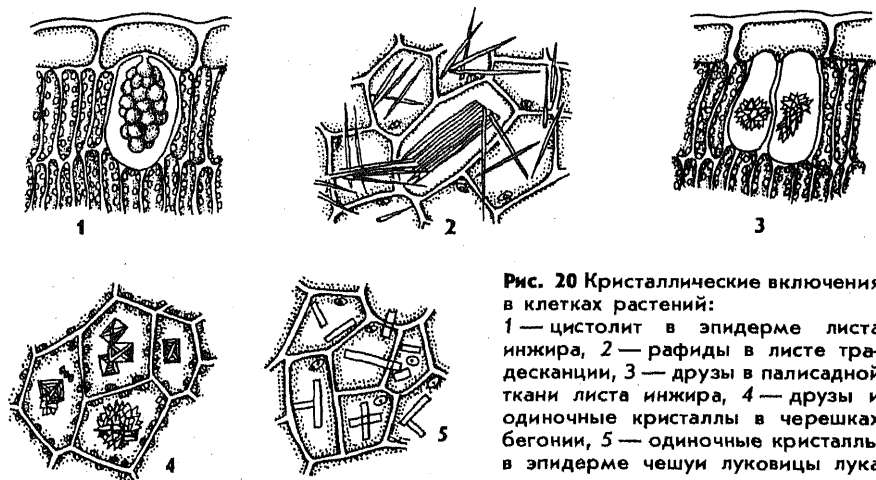 1
2
3
4
5
Рис. 20 Кристаллические включения
в клетках растений:
1 — цистолит в эпидерме листа
инжира, 2 — рафиды в листе тра-
десканции, 3 — друзы в палисадной
ткани листа инжира, 4 — друзы и
одиночные кристаллы в черешках
бегонии, 5 — одиночные кристаллы
в эпидерме чешуи луковицы лука